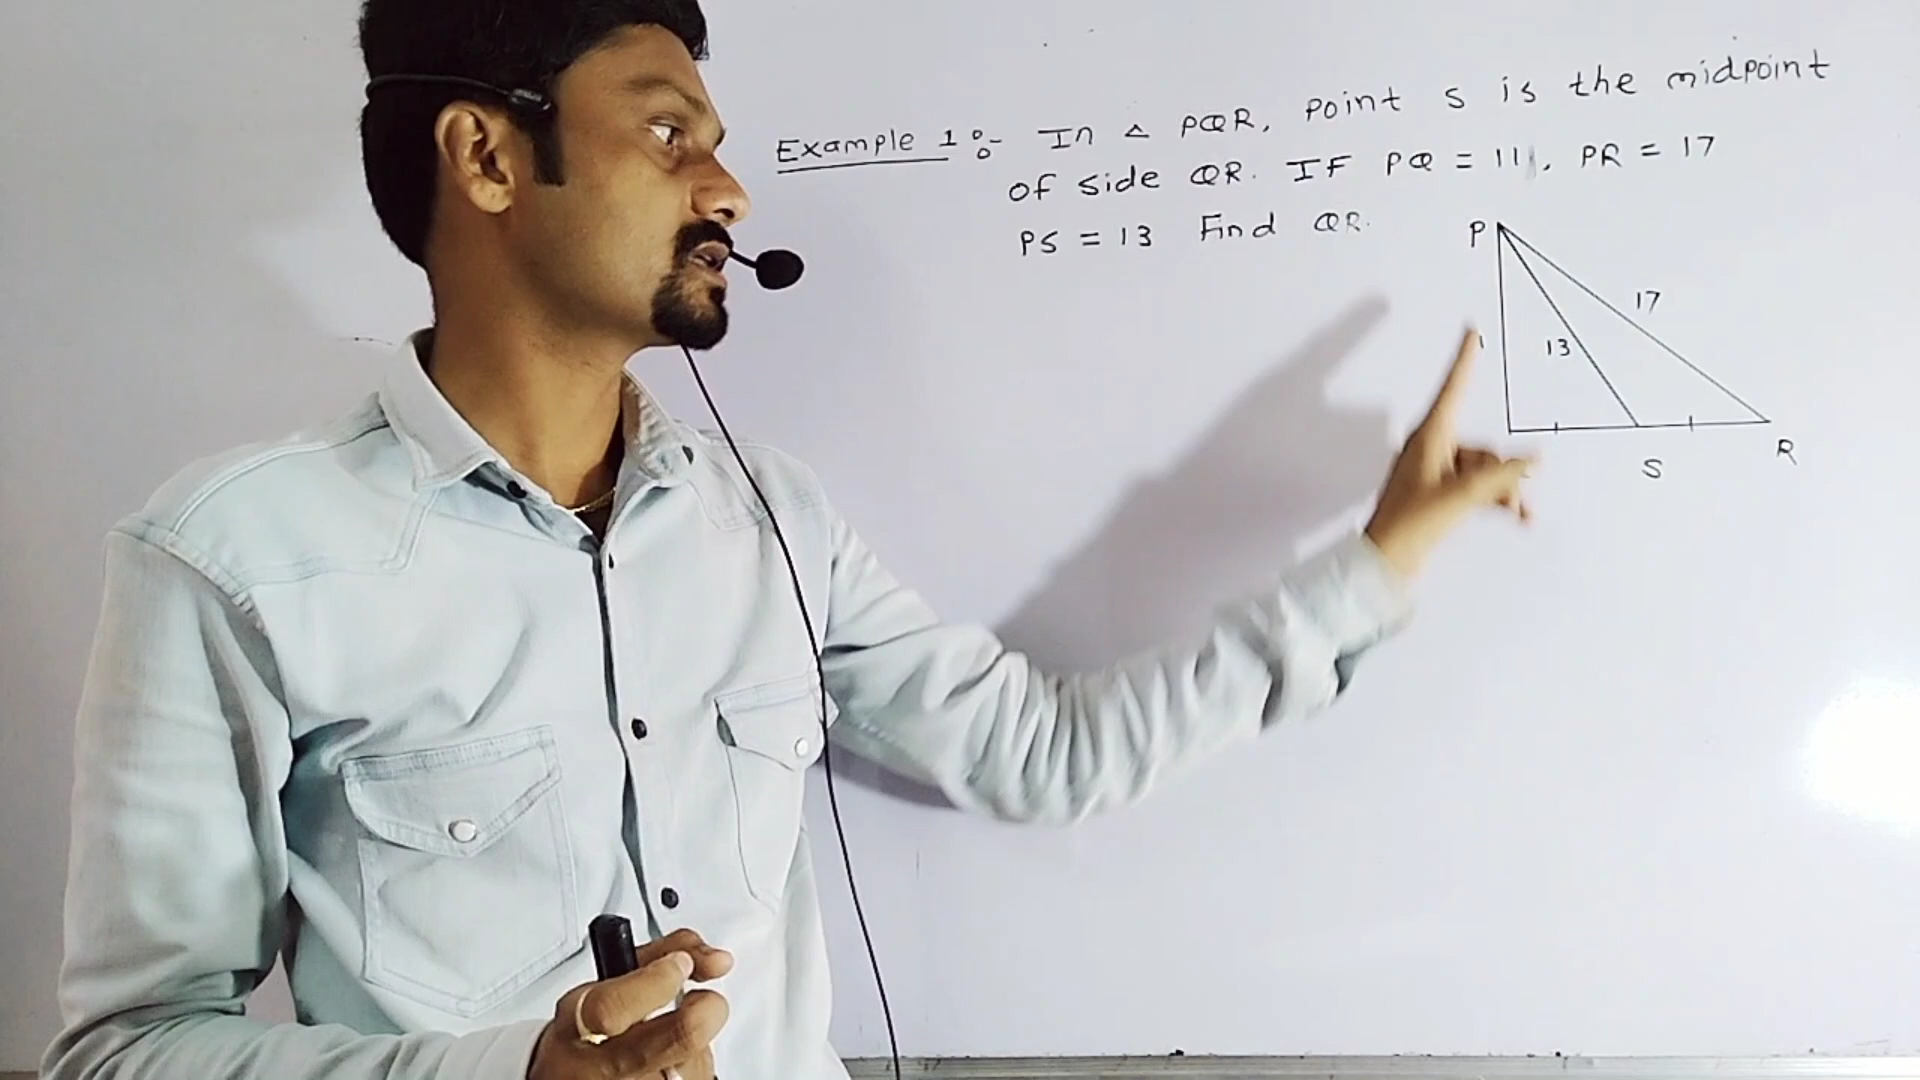 Example 1 :- In △ PQR, point S is the midpoint
of side QR. IF PQ = 11, PR = 17
PS = 13 Find QR.
P
17
13
S
R